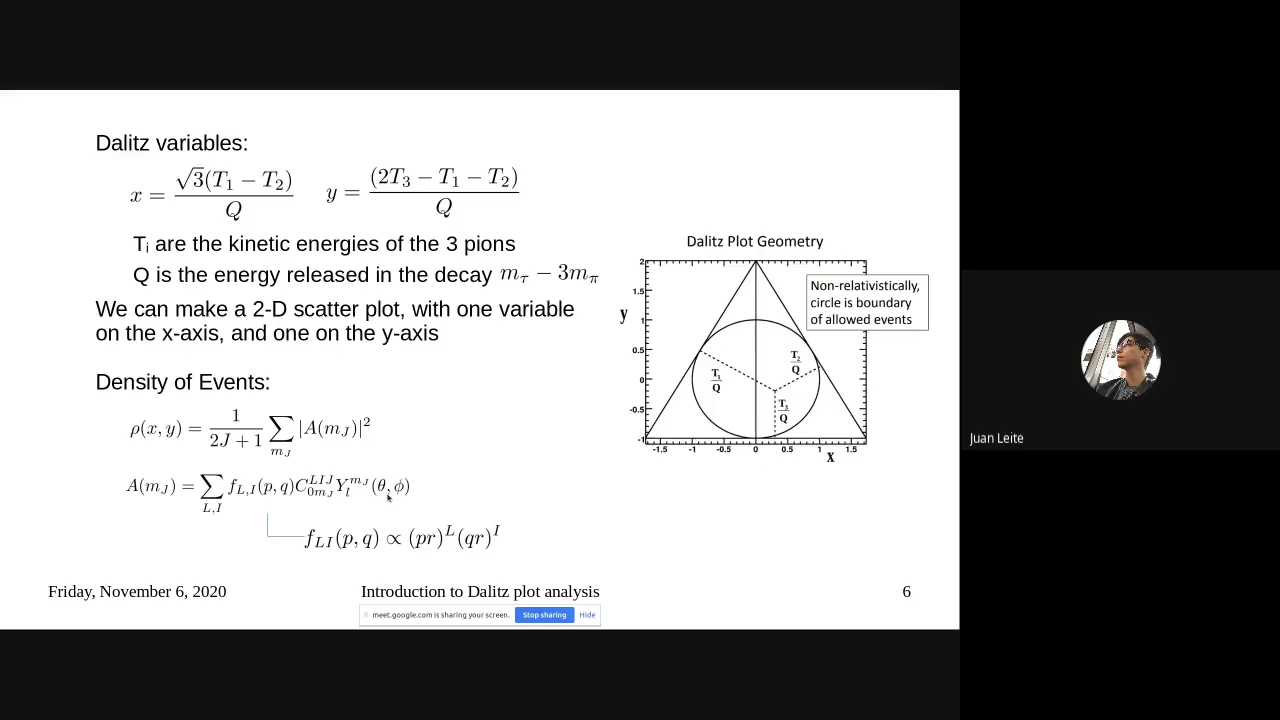 Dalitz variables:
x = √3(T₁ − T₂) / Q    y = (2T₃ − T₁ − T₂) / Q
Tᵢ are the kinetic energies of the 3 pions
Q is the energy released in the decay m_τ − 3m_π
We can make a 2-D scatter plot, with one variable
on the x-axis, and one on the y-axis
Density of Events:
ρ(x, y) = 1 / (2J + 1) ∑_{m_J} |A(m_J)|²
A(m_J) = ∑_{L,I} f_{L,I}(p, q) C^{LIJ}_{0m_J} Y_l^{m_J}(θ, ϕ)
f_{LI}(p, q) ∝ (pr)^L (qr)^I
Dalitz Plot Geometry
Non-relativistically,
circle is boundary
of allowed events
y
2
1.5
1
0.5
0
-0.5
-1
T₁/Q
T₂/Q
T₃/Q
-1.5 -1 -0.5 0 0.5 1 1.5
x
Friday, November 6, 2020
Introduction to Dalitz plot analysis
6
meet.google.com is sharing your screen. Stop sharing Hide
Juan Leite